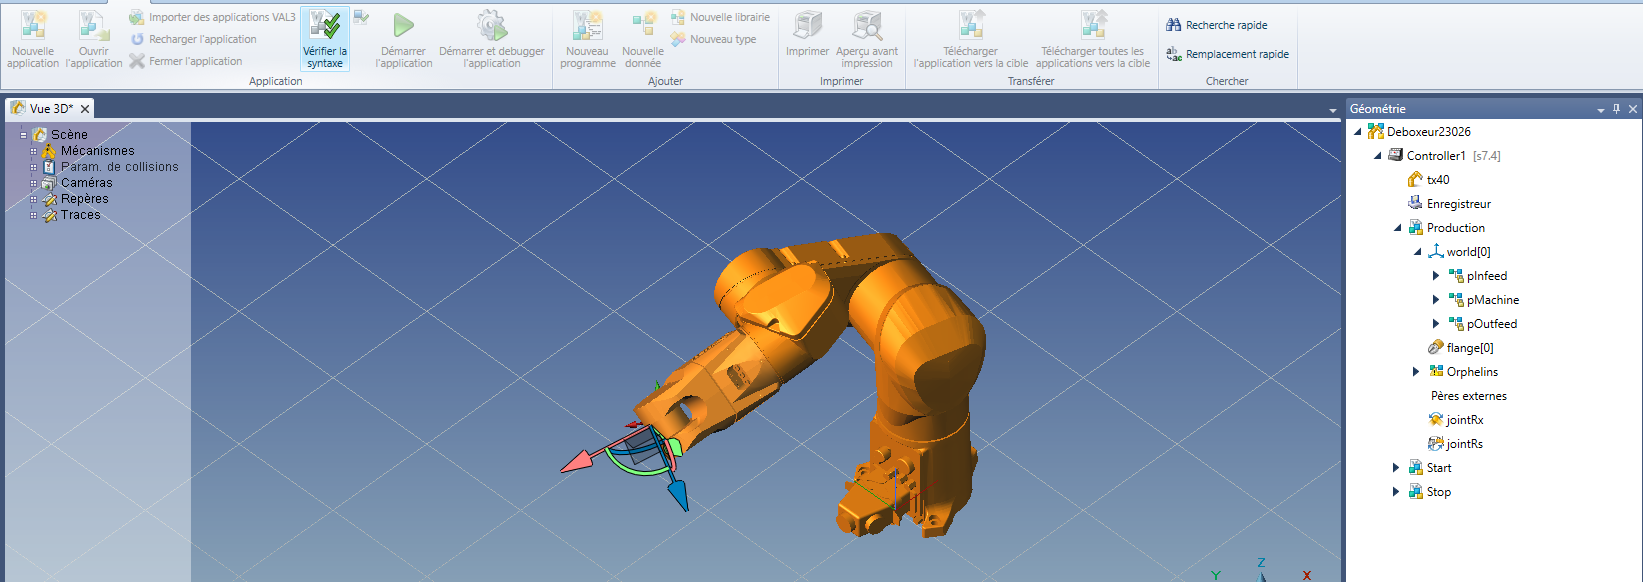 Nouvelle application
Ouvrir l'application
Importer des applications VAL3
Recharger l'application
Fermer l'application
Vérifier la syntaxe
Démarrer l'application
Démarrer et debugger l'application
Application
Nouveau programme
Nouvelle donnée
Nouvelle librairie
Nouveau type
Ajouter
Imprimer
Aperçu avant impression
Imprimer
Télécharger l'application vers la cible
Télécharger toutes les applications vers la cible
Transférer
Recherche rapide
Remplacement rapide
Chercher
Vue 3D*
Scène
Mécanismes
Param. de collisions
Caméras
Repères
Traces
Z
Y
X
Géométrie
Deboxeur23026
Controller1 [s7.4]
tx40
Enregistreur
Production
world[0]
pInfeed
pMachine
pOutfeed
flange[0]
Orphelins
Pères externes
jointRx
jointRs
Start
Stop